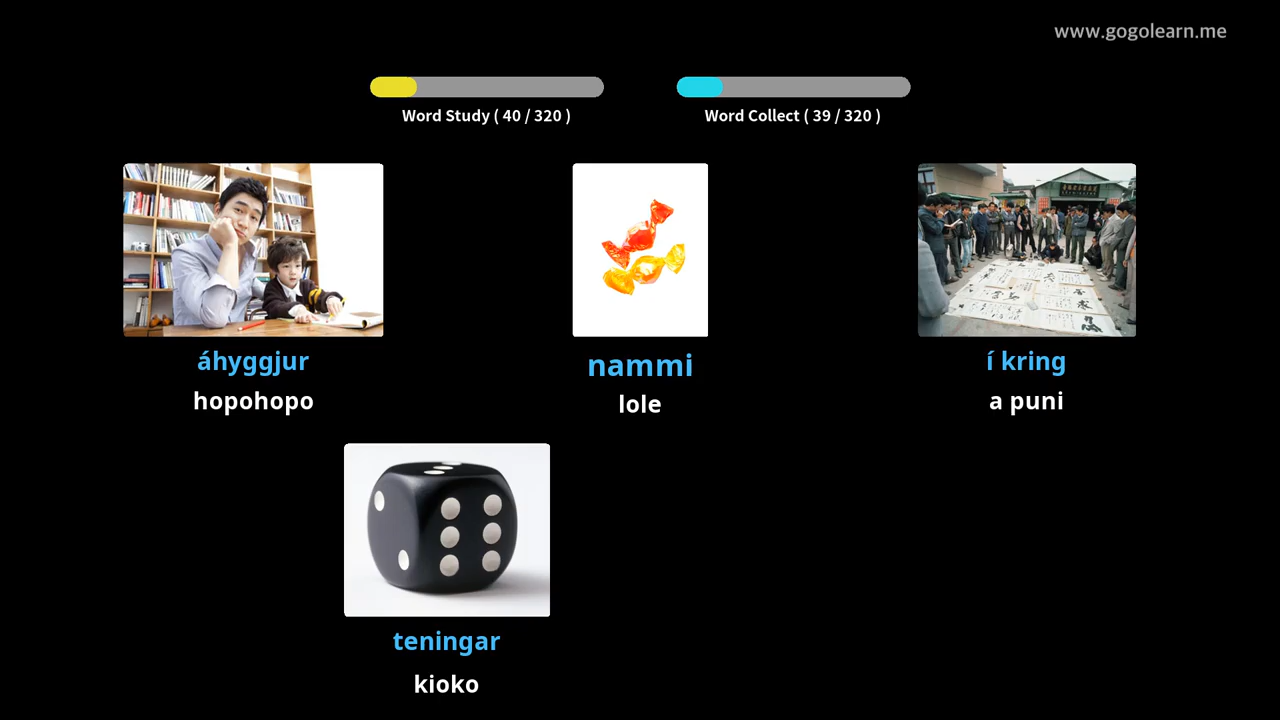 www.gogolearn.me
Word Study ( 40 / 320 )
Word Collect ( 39 / 320 )
áhyggjur
hopohopo
nammi
lole
í kring
a puni
teningar
kioko